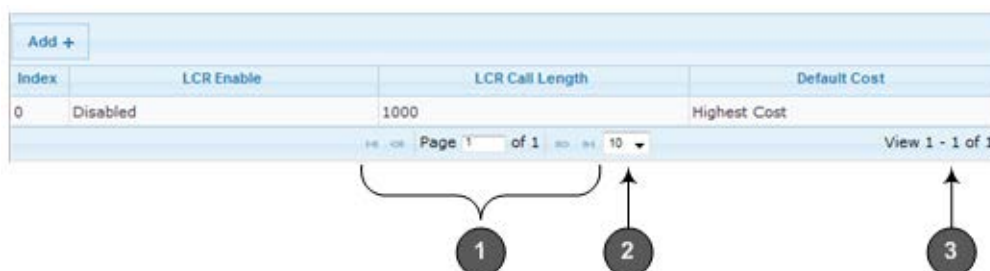 Add +
Index LCR Enable LCR Call Length Default Cost
0 Disabled 1000 Highest Cost
Page 1 of 1 10 View 1 - 1 of 1
1 2 3